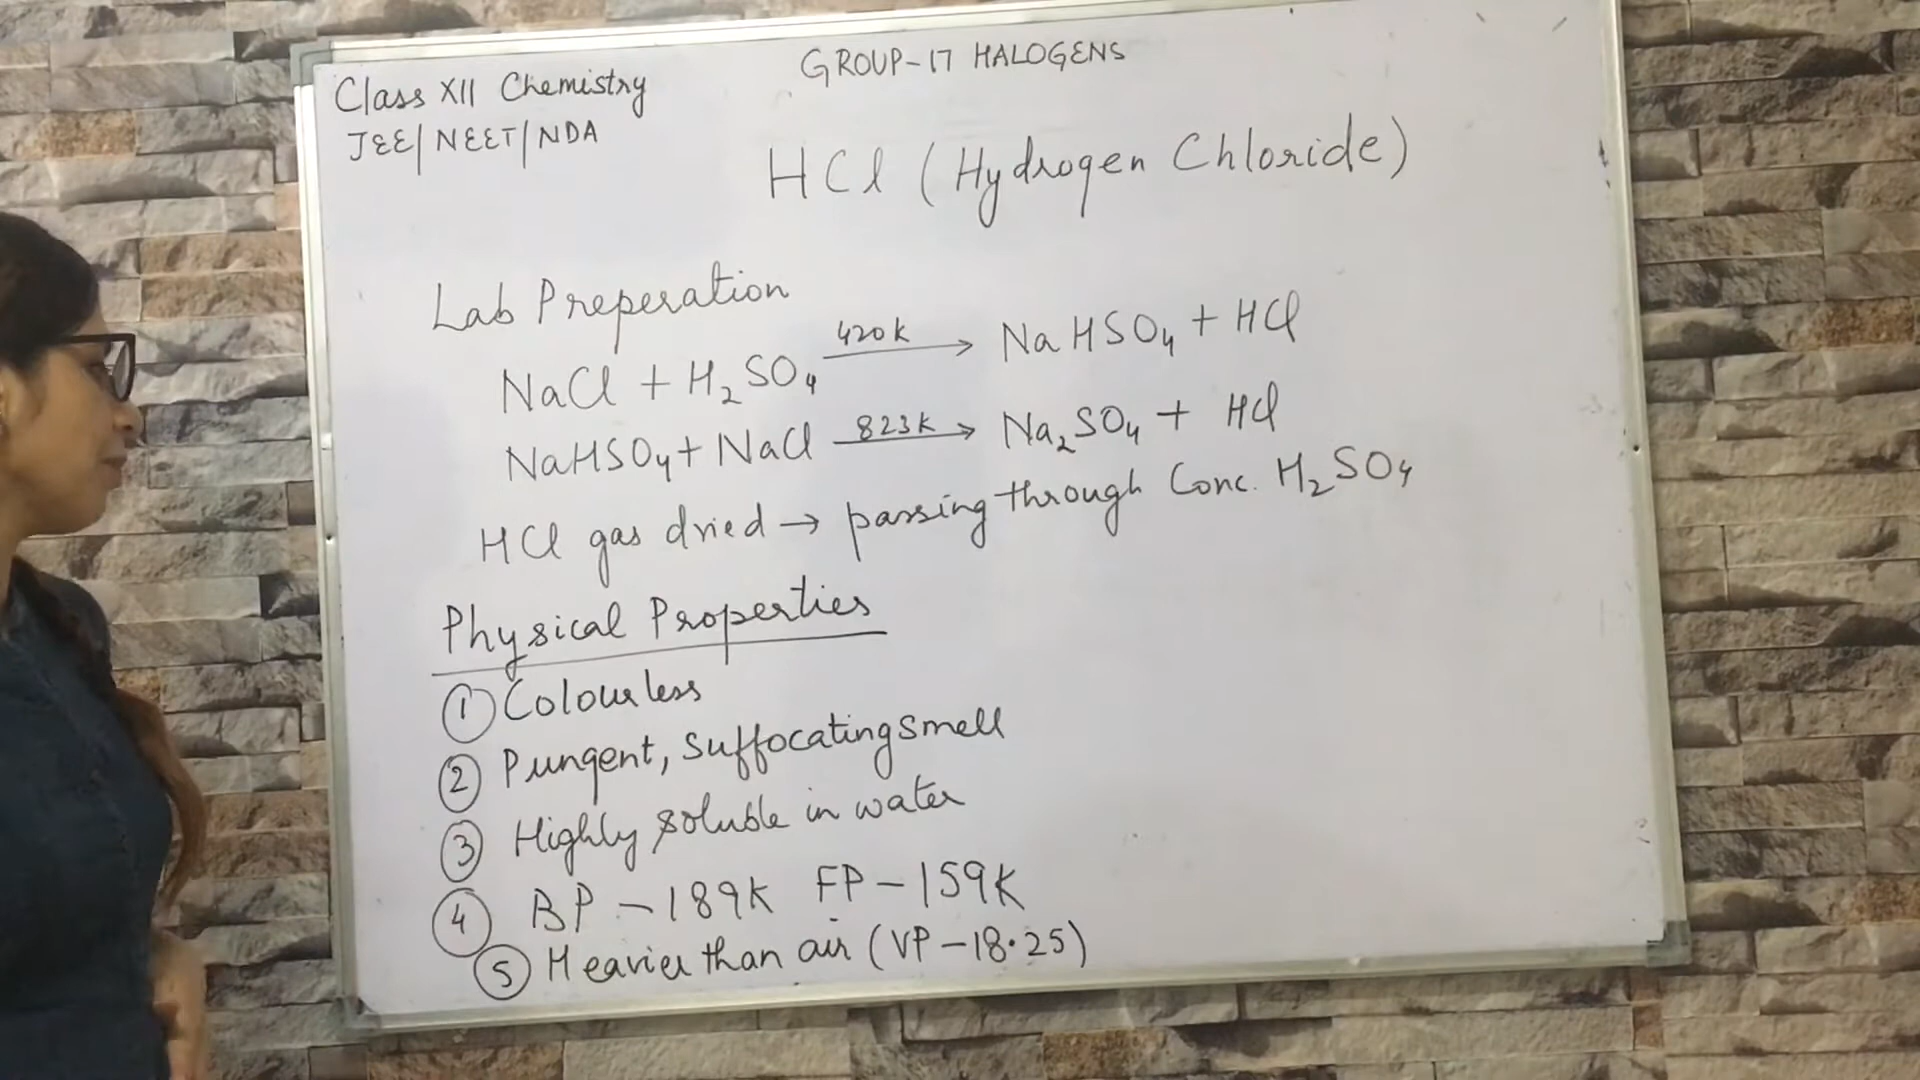 GROUP-17 HALOGENS
Class XII Chemistry
JEE/NEET/NDA
HCl (Hydrogen Chloride)
Lab Preperation
NaCl + H₂SO₄ 420K → NaHSO₄ + HCl
NaHSO₄ + NaCl 823K → Na₂SO₄ + HCl
HCl gas dried → passing through Conc. H₂SO₄
Physical Properties
① Colourless
② Pungent, suffocating smell
③ Highly soluble in water
④ BP - 189K FP - 159K
⑤ Heavier than air (VP - 18.25)